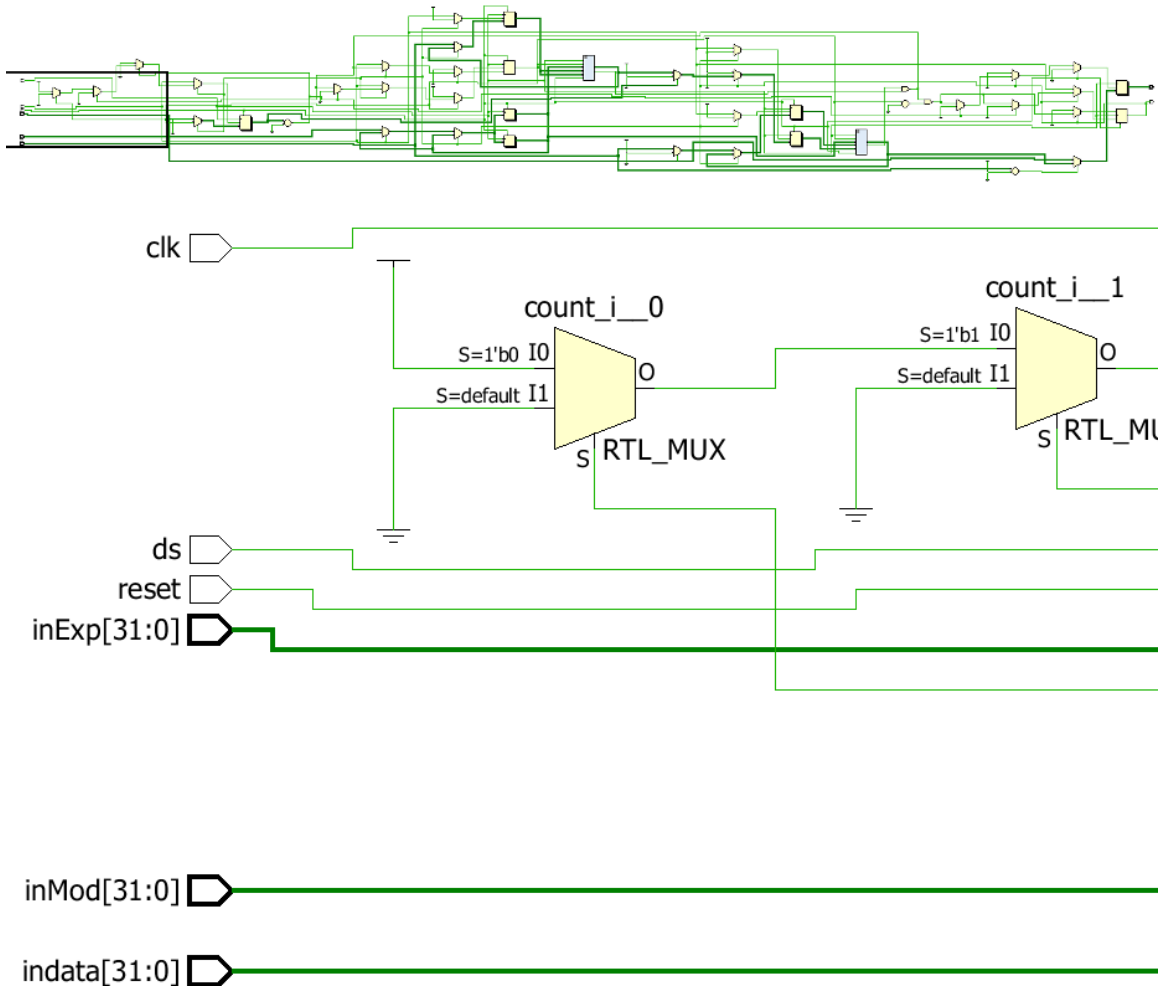 clk
count_i__0
S=1'b0 I0
S=default I1
O
S RTL_MUX
count_i__1
S=1'b1 I0
S=default I1
O
S RTL_MU
ds
reset
inExp[31:0]
inMod[31:0]
indata[31:0]